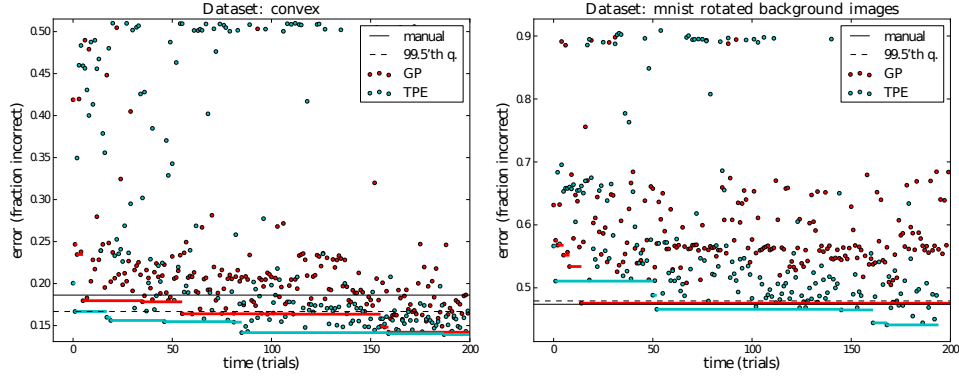 Dataset: convex
0.50
0.45
0.40
0.35
0.30
0.25
0.20
0.15
error (fraction incorrect)
0
50
100
150
200
time (trials)
manual
99.5'th q.
GP
TPE
Dataset: mnist rotated background images
0.9
0.8
0.7
0.6
0.5
error (fraction incorrect)
0
50
100
150
200
time (trials)
manual
99.5'th q.
GP
TPE